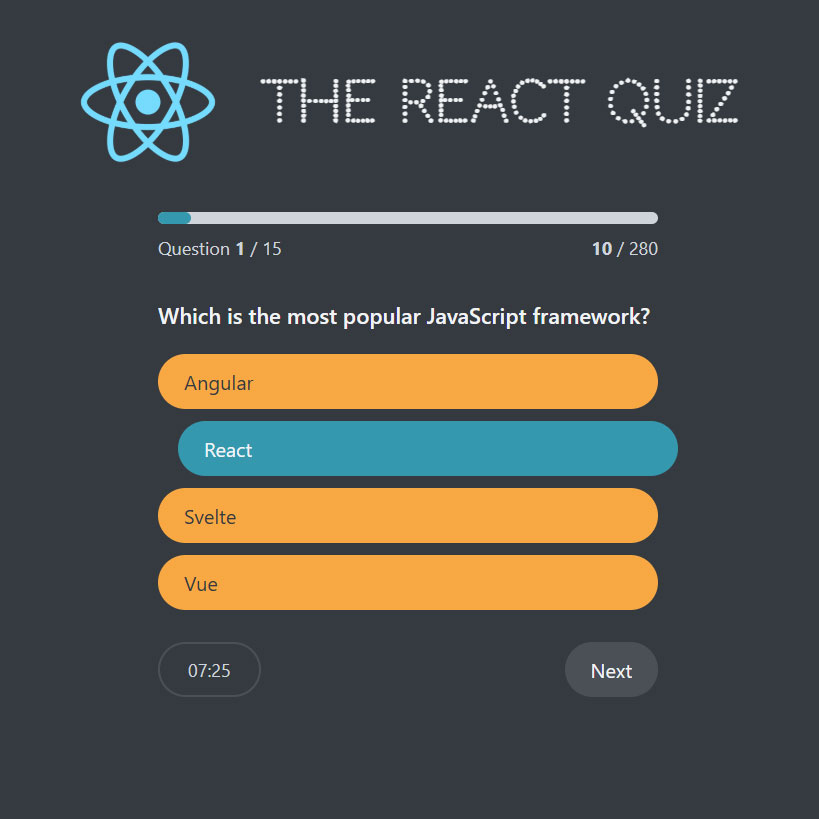 THE REACT QUIZ
Question 1 / 15
10 / 280
Which is the most popular JavaScript framework?
Angular
React
Svelte
Vue
07:25
Next